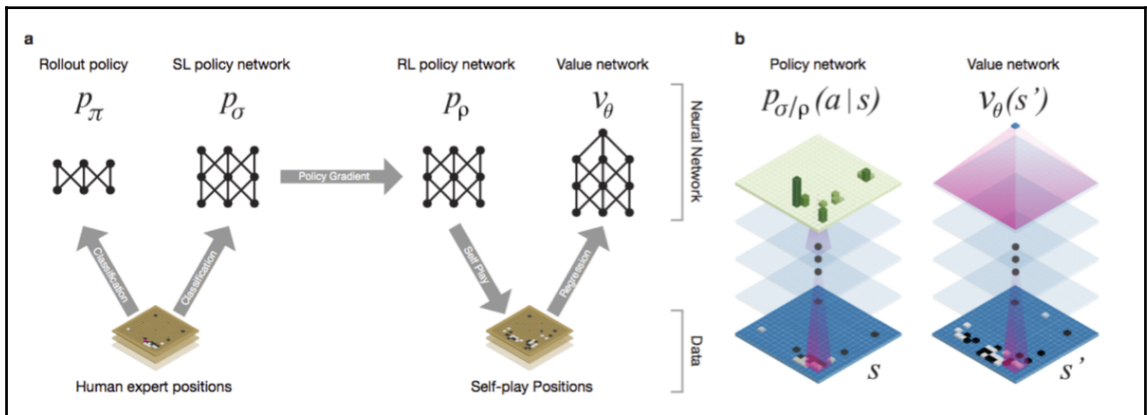 a
Rollout policy SL policy network RL policy network Value network
pπ pσ pρ vθ
Policy Gradient
Neural Network
Classification Classification Self Play Regression
Data
Human expert positions Self-play Positions
b
Policy network Value network
pσ/ρ (a|s) vθ(s’)
s s’